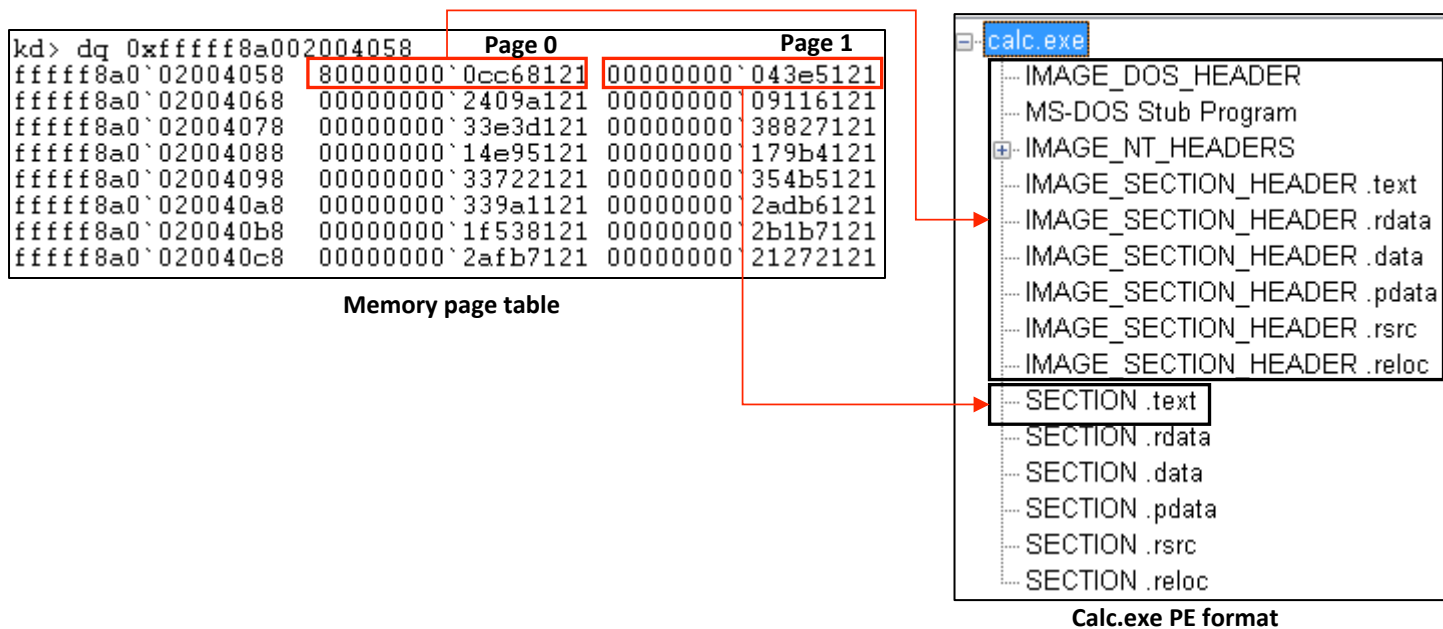 kd> dq 0xfffff8a002004058 Page 0 Page 1
fffff8a0`02004058 80000000`0cc68121 00000000`043e5121
fffff8a0`02004068 00000000`2409a121 00000000`09116121
fffff8a0`02004078 00000000`33e3d121 00000000`38827121
fffff8a0`02004088 00000000`14e95121 00000000`179b4121
fffff8a0`02004098 00000000`33722121 00000000`354b5121
fffff8a0`020040a8 00000000`339a1121 00000000`2adb6121
fffff8a0`020040b8 00000000`1f538121 00000000`2b1b7121
fffff8a0`020040c8 00000000`2afb7121 00000000`21272121
Memory page table
calc.exe
IMAGE_DOS_HEADER
MS-DOS Stub Program
IMAGE_NT_HEADERS
IMAGE_SECTION_HEADER .text
IMAGE_SECTION_HEADER .rdata
IMAGE_SECTION_HEADER .data
IMAGE_SECTION_HEADER .pdata
IMAGE_SECTION_HEADER .rsrc
IMAGE_SECTION_HEADER .reloc
SECTION .text
SECTION .rdata
SECTION .data
SECTION .pdata
SECTION .rsrc
SECTION .reloc
Calc.exe PE format